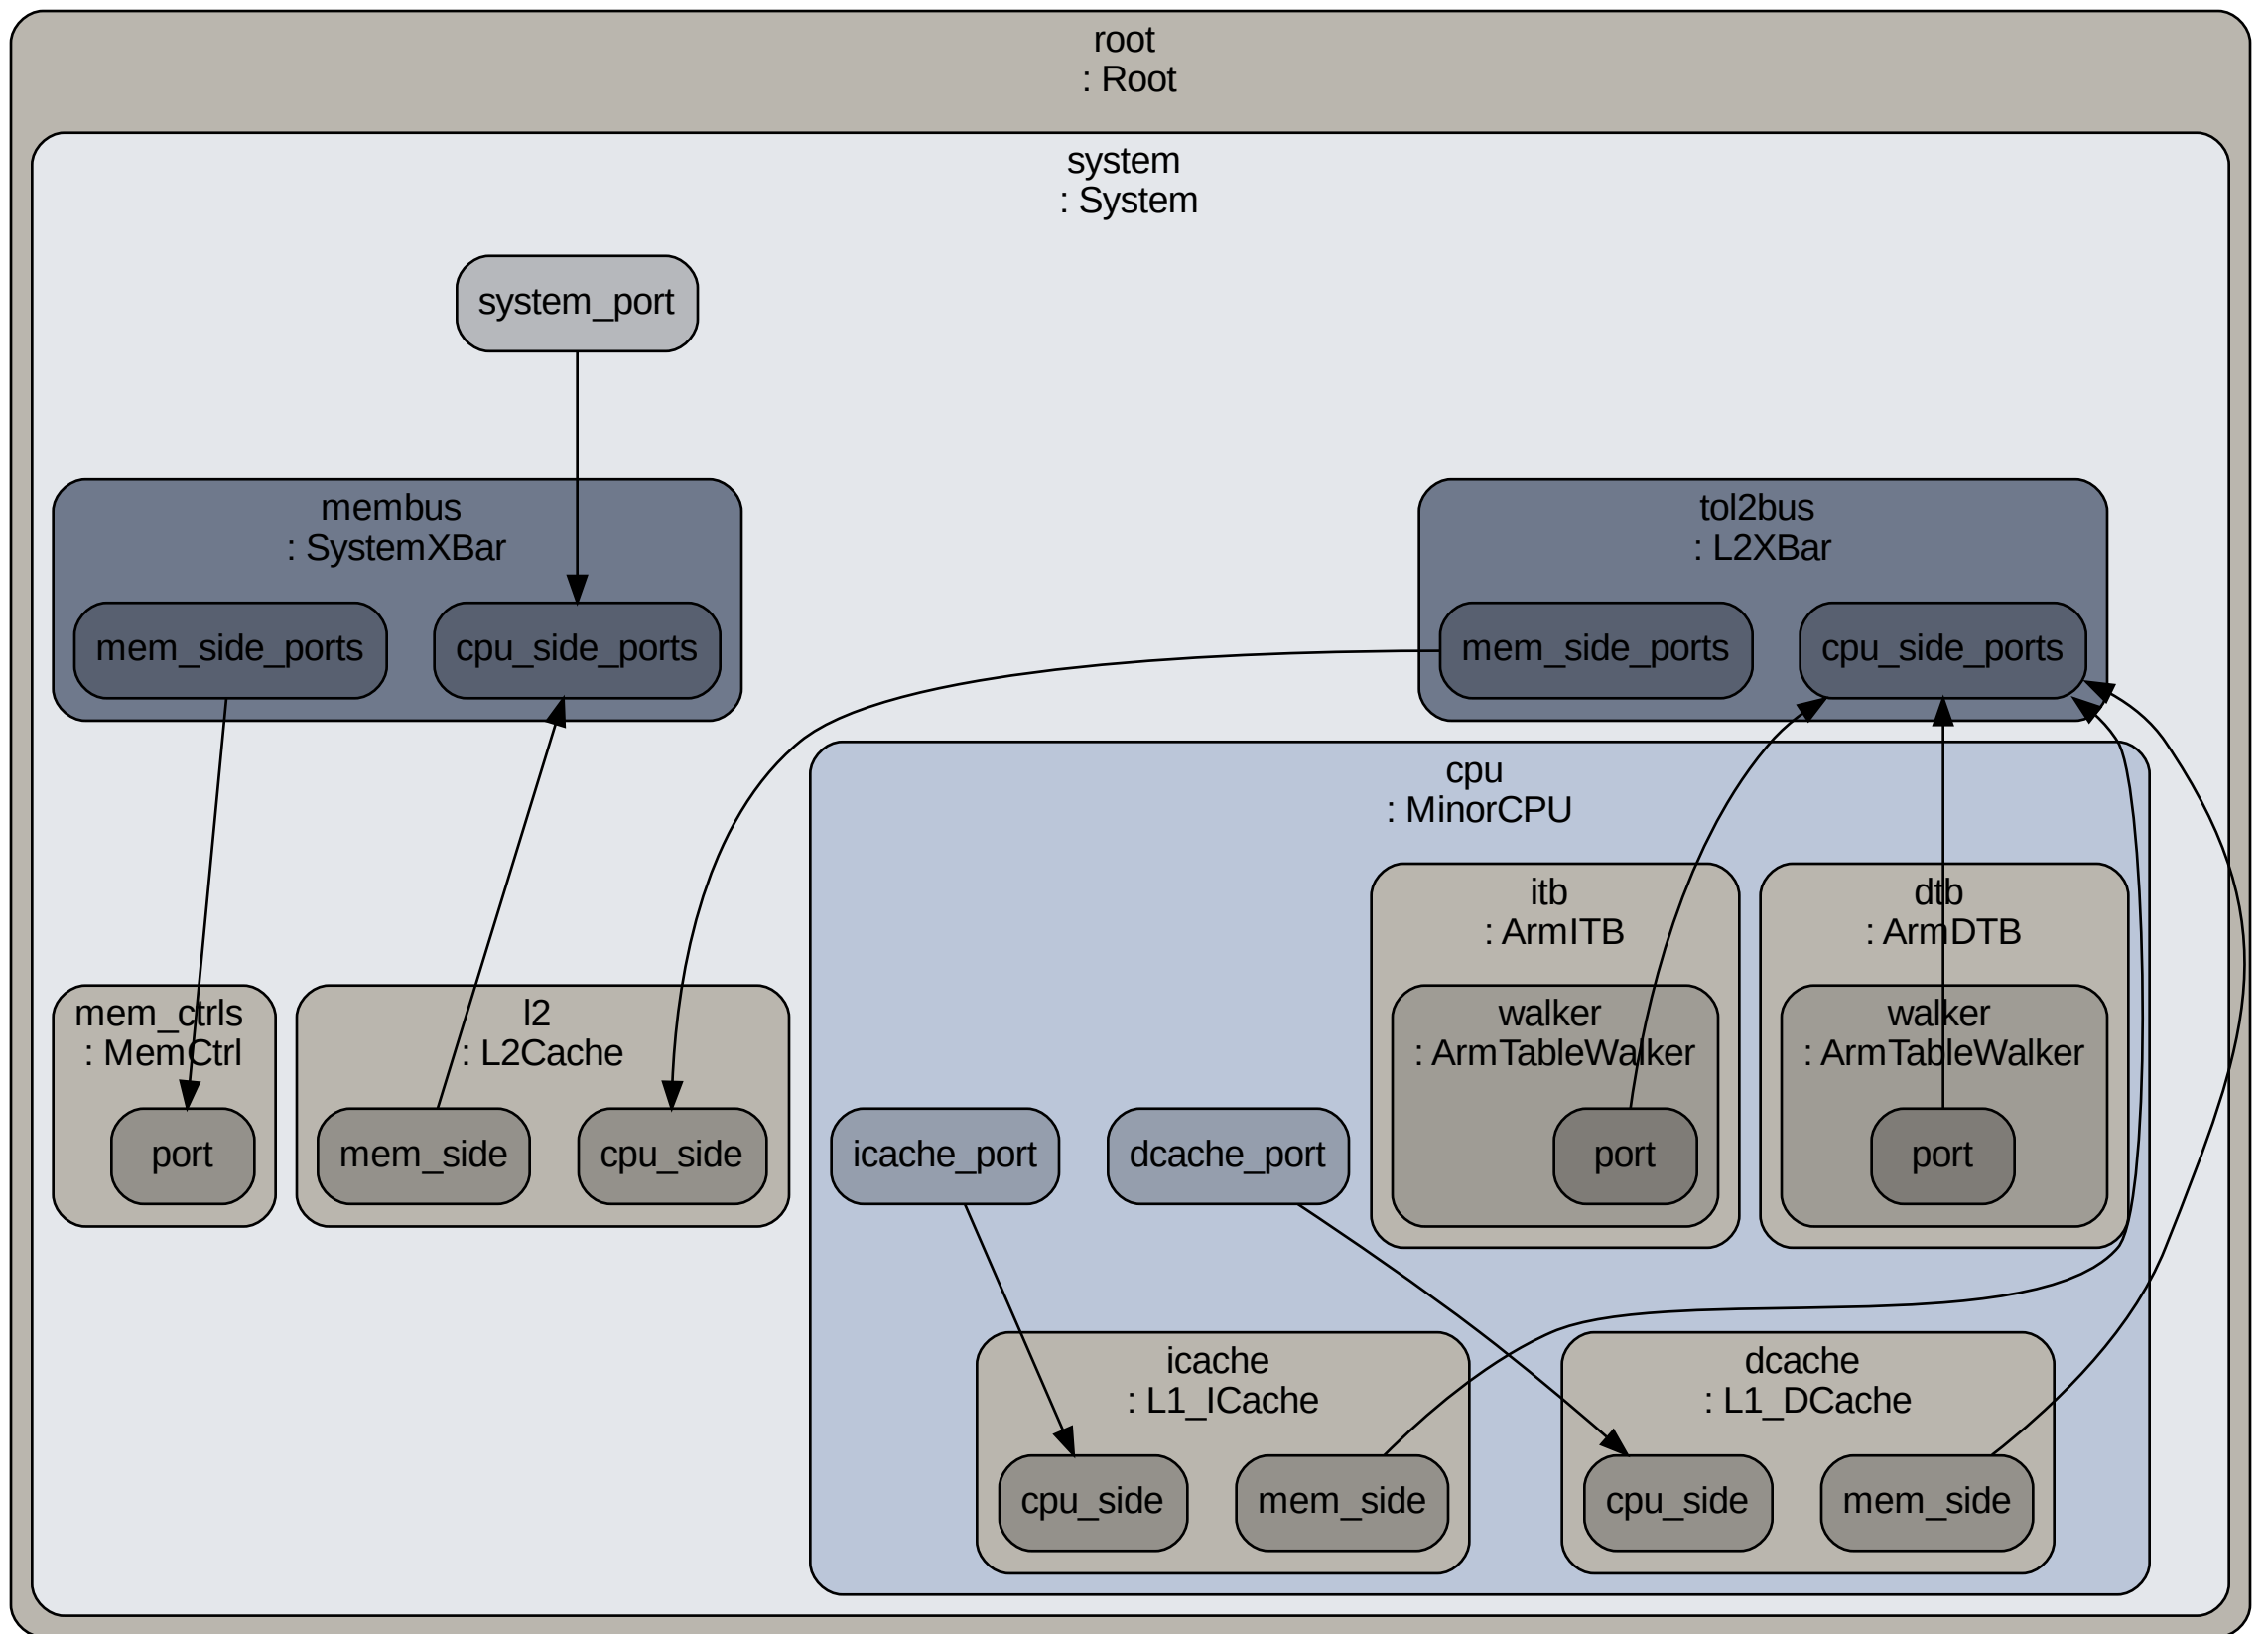 root
: Root
system
: System
system_port
membus
: SystemXBar
mem_side_ports
cpu_side_ports
tol2bus
: L2XBar
mem_side_ports
cpu_side_ports
cpu
: MinorCPU
itb
: ArmITB
dtb
: ArmDTB
mem_ctrls
: MemCtrl
port
l2
: L2Cache
mem_side
cpu_side
icache_port
dcache_port
walker
: ArmTableWalker
port
walker
: ArmTableWalker
port
icache
: L1_ICache
cpu_side
mem_side
dcache
: L1_DCache
cpu_side
mem_side